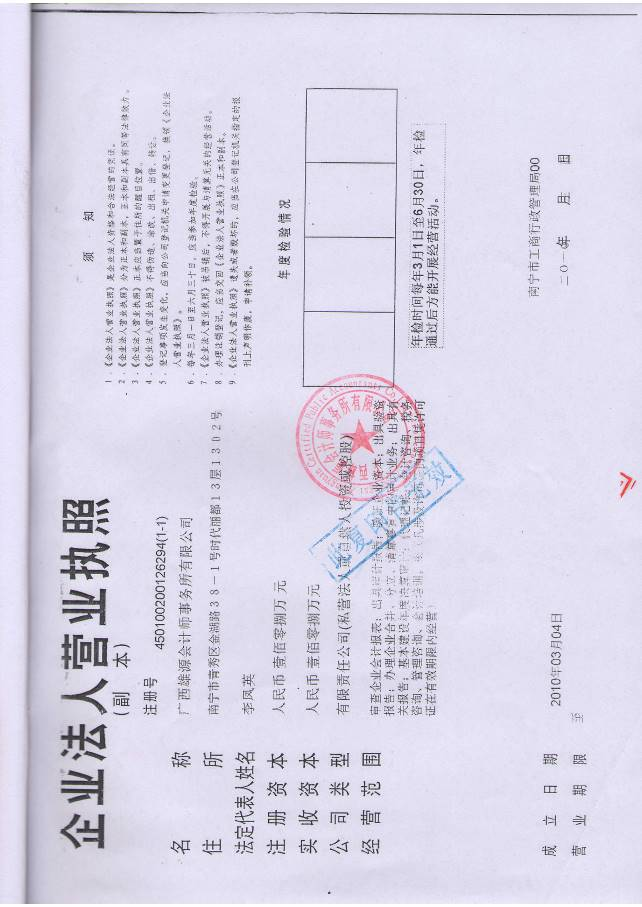 企业法人营业执照
(副 本)
注册号 450100200126294(1-1)
名 称 广西雄源会计师事务所有限公司
住 所 南宁市青秀区金湖路38－1号时代丽都13层1302号
法定代表人姓名 李凤英
注 册 资 本 人民币 壹佰零捌万 元
实 收 资 本 人民币 壹佰零捌万元
公 司 类 型 有限责任公司(私营法人或自然人投资或控股)
经 营 范 围 审查企业会计报表；出具审计报告；验证企业资本；出具验资
报告；办理企业合并、分立、清算事宜中的审计业务；出具有
关报告；基本建设年度决算审计；代理记账；会计咨询、税务
咨询、管理咨询、会计培训。
证在有效期限内经营）
成 立 日 期 2010年03月04日
营 业 期 限 至
须 知
1．《企业法人营业执照》是企业法人资格和合法经营的凭证。
2．《企业法人营业执照》分为正本和副本，正本和副本具有同等法律效力。
3．《企业法人营业执照》正本应当置于住所的醒目位置。
4．《企业法人营业执照》不得伪造、涂改、出租、出借、转让。
5．登记事项发生变化，应当向公司登记机关申请变更登记，换领《企业法
人营业执照》。
6．每年三月一日至六月三十日，应当参加年度检验。
7．《企业法人营业执照》被吊销后，不得开展与清算无关的经营活动。
8．办理注销登记，应当交回《企业法人营业执照》正本和副本。
9．《企业法人营业执照》遗失或者毁坏的，应当在公司登记机关指定的报
刊上声明作废，申请补领。
年度检验情况
年检时间每年3月1日至6月30日，年检
通过后方能开展经营活动。
南宁市工商行政管理局00
二○一○年 月 日
此复印无效